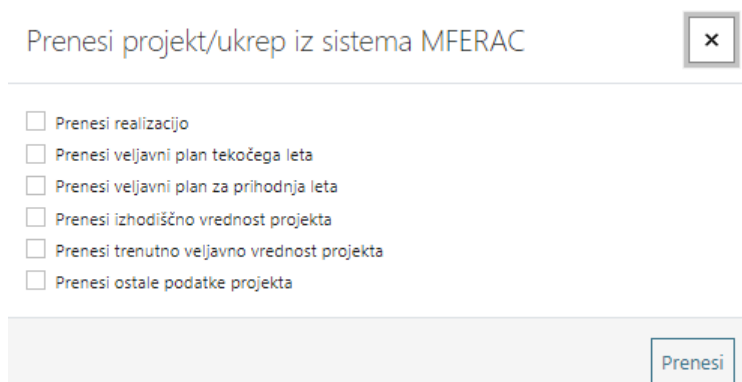 Prenesi projekt/ukrep iz sistema MFERAC
Prenesi realizacijo
Prenesi veljavni plan tekočega leta
Prenesi veljavni plan za prihodnja leta
Prenesi izhodiščno vrednost projekta
Prenesi trenutno veljavno vrednost projekta
Prenesi ostale podatke projekta
Prenesi